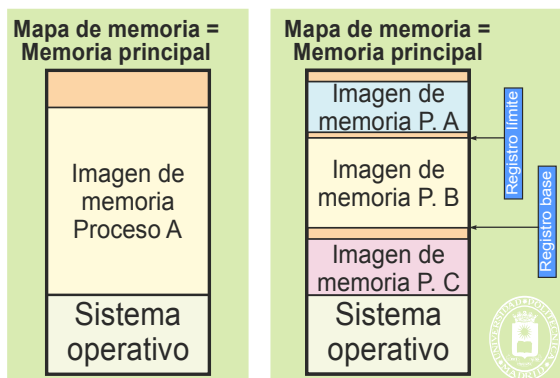 Mapa de memoria =
Memoria principal
Imagen de
memoria
Proceso A
Sistema
operativo
Mapa de memoria =
Memoria principal
Imagen de
memoria P. A
Imagen de
memoria P. B
Imagen de
memoria P. C
Sistema
operativo
Registro límite
Registro base